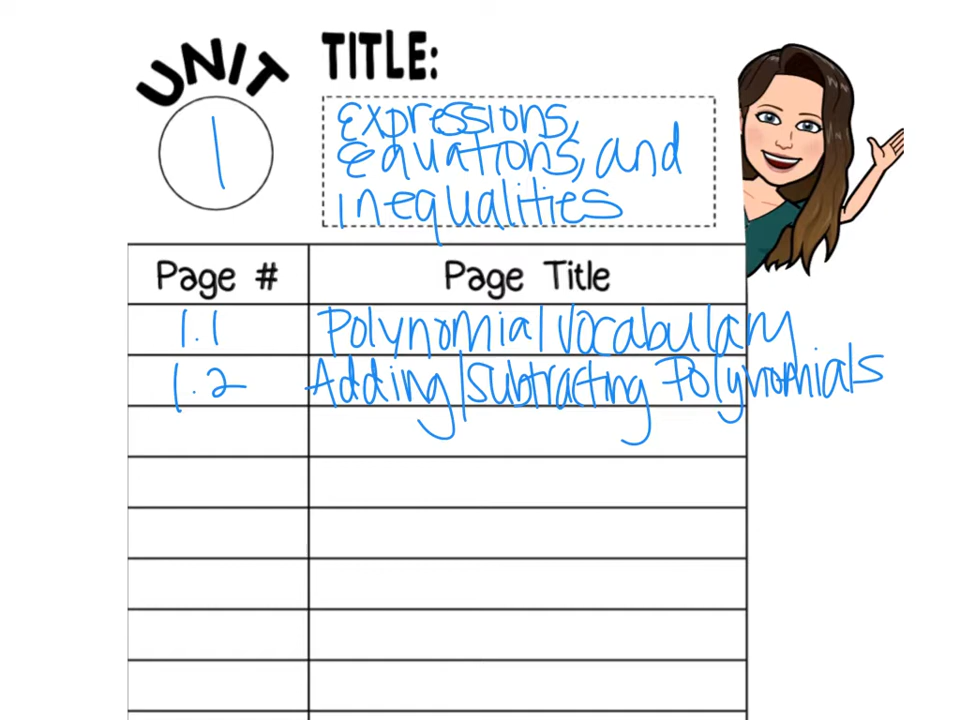 UNIT
1
TITLE:
Expressions,
Equations, and
inequalities
Page # Page Title
1.1 Polynomial Vocabulary
1.2 Adding/subtracting Polynomials